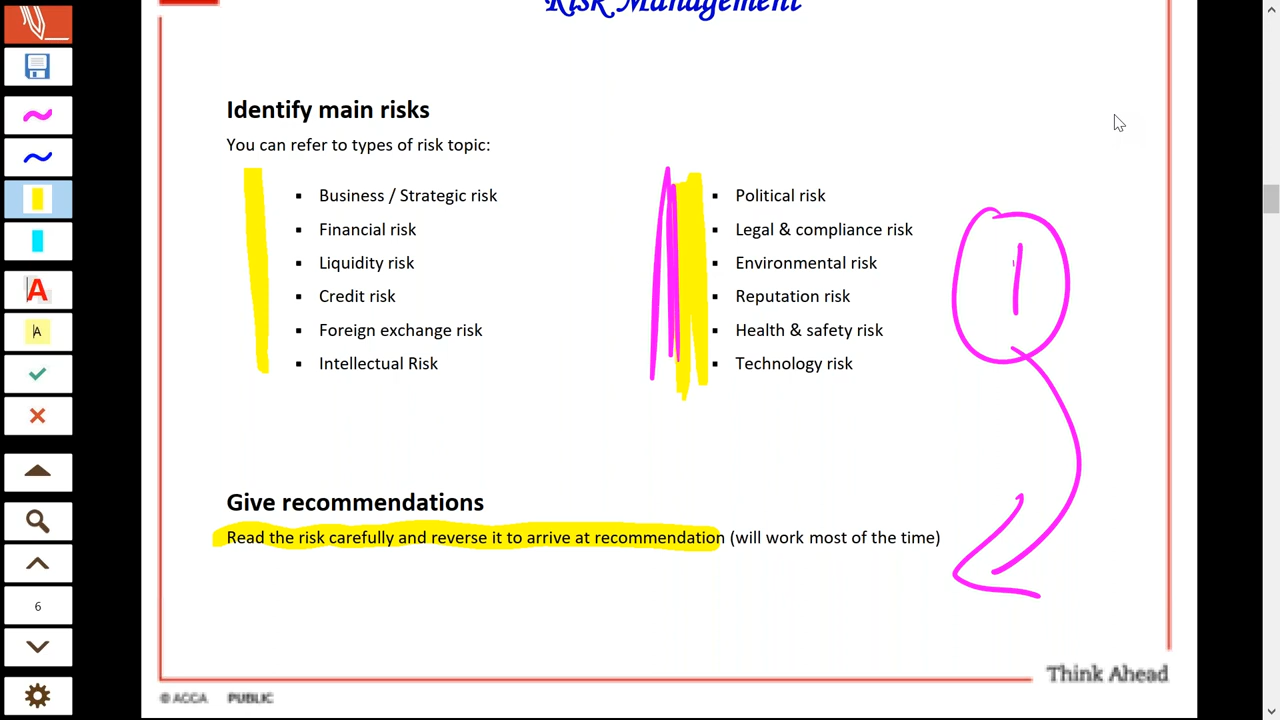 Risk Management
Identify main risks
You can refer to types of risk topic:
▪ Business / Strategic risk
▪ Financial risk
▪ Liquidity risk
▪ Credit risk
▪ Foreign exchange risk
▪ Intellectual Risk
▪ Political risk
▪ Legal & compliance risk
▪ Environmental risk
▪ Reputation risk
▪ Health & safety risk
▪ Technology risk
1
Give recommendations
Read the risk carefully and reverse it to arrive at recommendation (will work most of the time)
Think Ahead
© ACCA PUBLIC
A
A
6